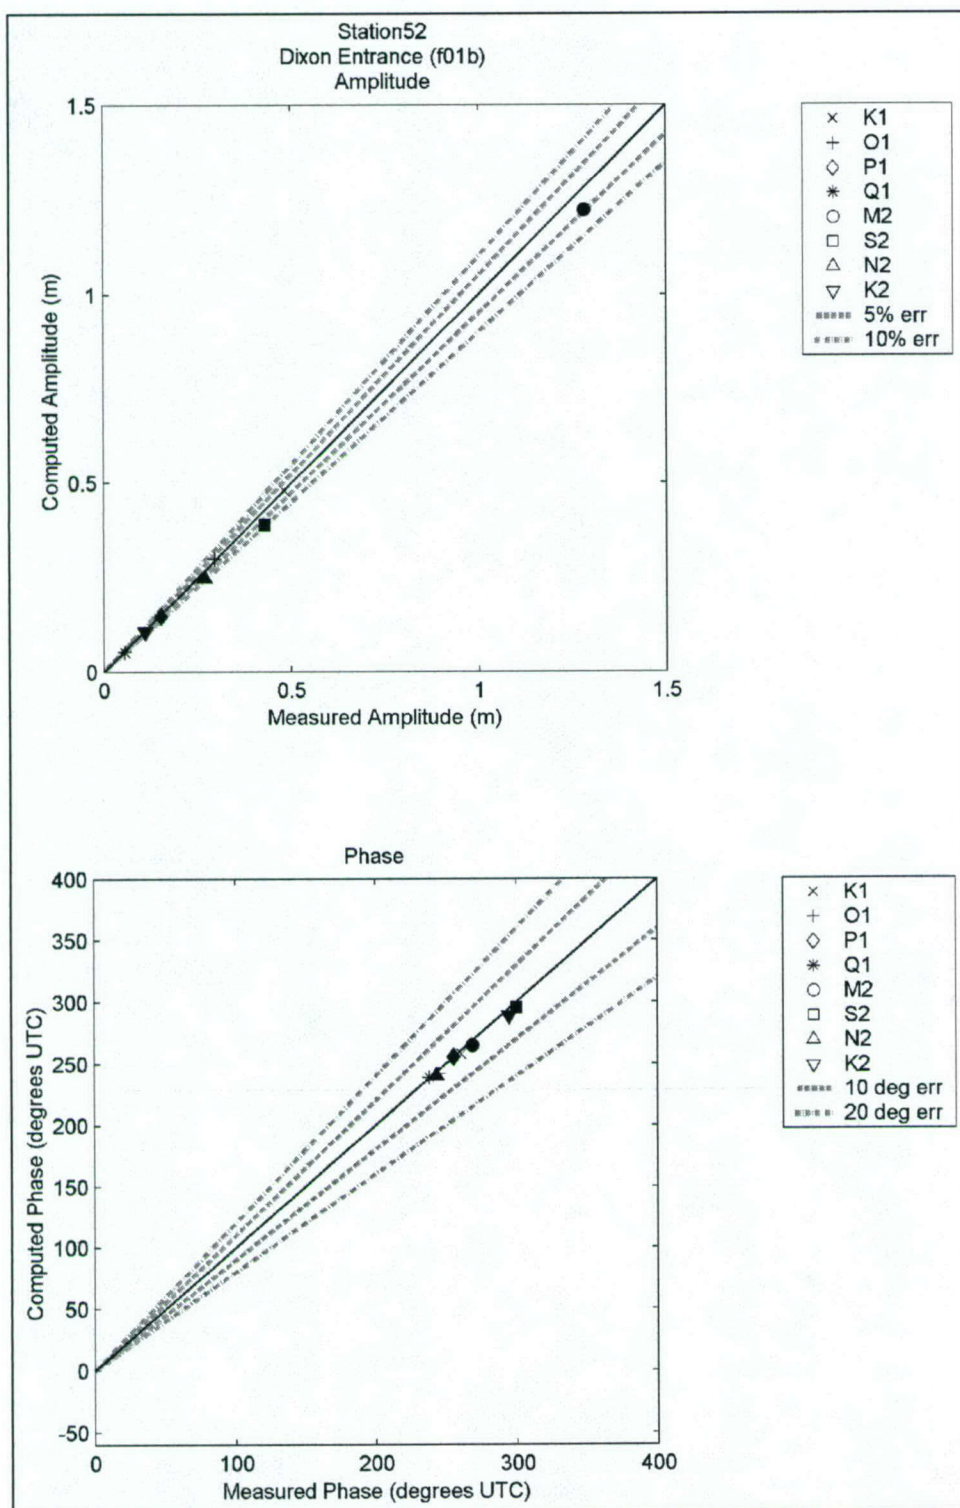 Station52
Dixon Entrance (f01b)
Amplitude
1.5
1
0.5
0
0
0.5
1
1.5
Computed Amplitude (m)
Measured Amplitude (m)
K1
O1
P1
Q1
M2
S2
N2
K2
5% err
10% err
Phase
400
350
300
250
200
150
100
50
0
-50
0
100
200
300
400
Computed Phase (degrees UTC)
Measured Phase (degrees UTC)
K1
O1
P1
Q1
M2
S2
N2
K2
10 deg err
20 deg err